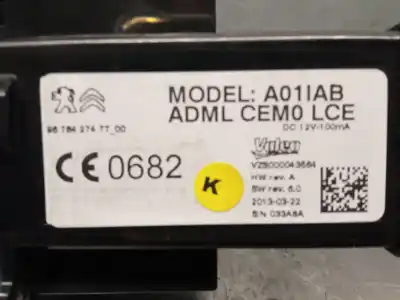 MODEL: A01IAB
ADML CEM0 LCE
96 784 274 77_00
DC 12V-100mA
Valeo
CE 0682
K
V29000043664
HW rev. A
SW rev. 6.0
2013-03-22
S/N 033A8A